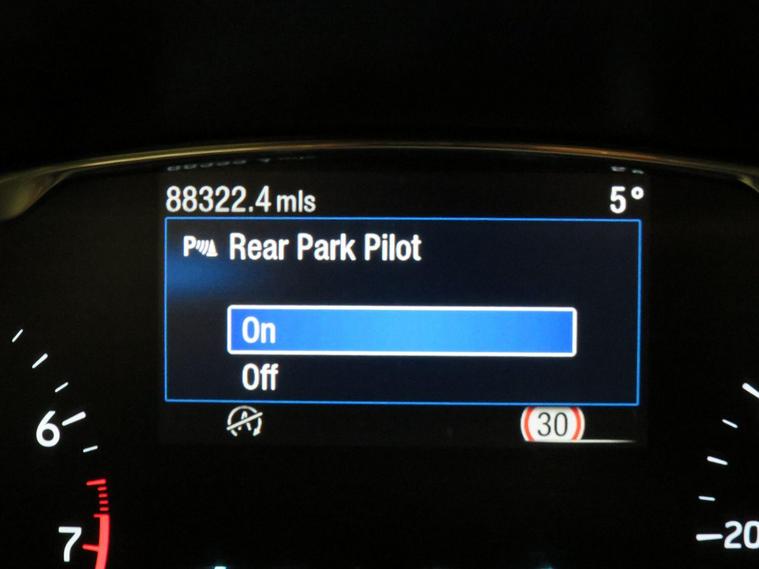 88322.4 mls 5°
P Rear Park Pilot
On
Off
A 30
6
7
-20